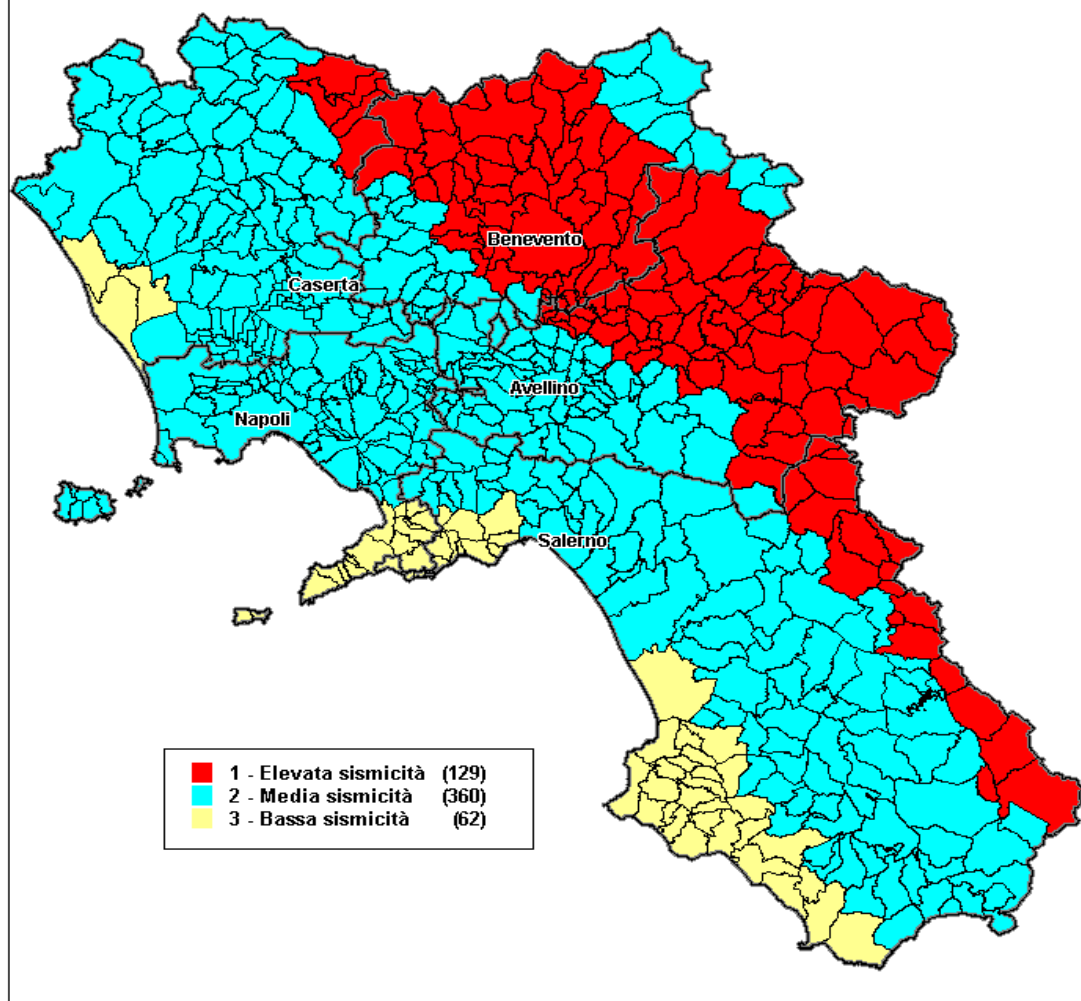 Benevento
Caserta
Avellino
Napoli
Salerno
1 - Elevata sismicità (129)
2 - Media sismicità (360)
3 - Bassa sismicità (62)